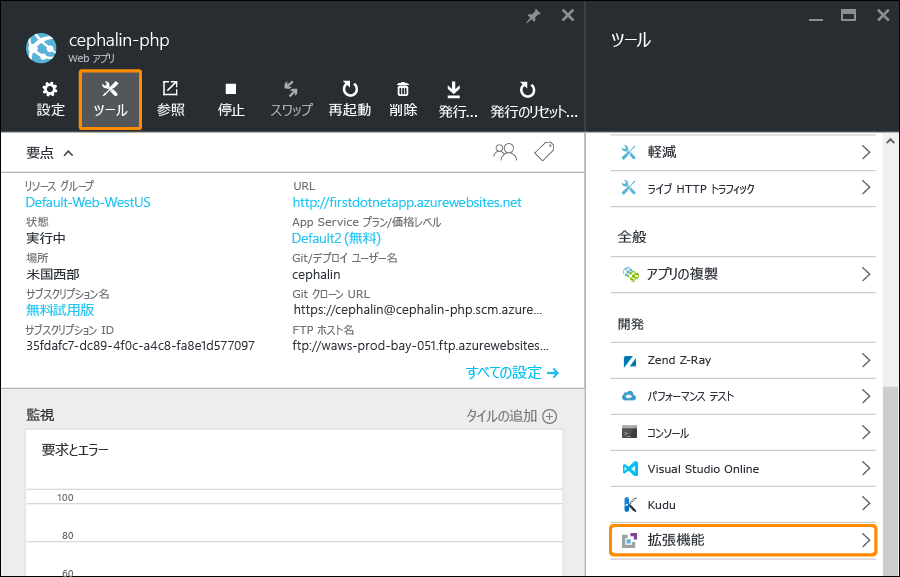 cephalin-php
Web アプリ
設定
ツール
参照
停止
スワップ
再起動
削除
発行...
発行のリセット...
要点
リソース グループ
Default-Web-WestUS
状態
実行中
場所
米国西部
サブスクリプション名
無料試用版
サブスクリプション ID
35fdafc7-dc89-4f0c-a4c8-fa8e1d577097
URL
http://firstdotnetapp.azurewebsites.net
App Service プラン/価格レベル
Default2 (無料)
Git/デプロイ ユーザー名
cephalin
Git クローン URL
https://cephalin@cephalin-php.scm.azure...
FTP ホスト名
ftp://waws-prod-bay-051.ftp.azurewebsites...
すべての設定
監視
タイルの追加
要求とエラー
100
80
60
ツール
軽減
ライブ HTTP トラフィック
全般
アプリの複製
開発
Zend Z-Ray
パフォーマンス テスト
コンソール
Visual Studio Online
Kudu
拡張機能